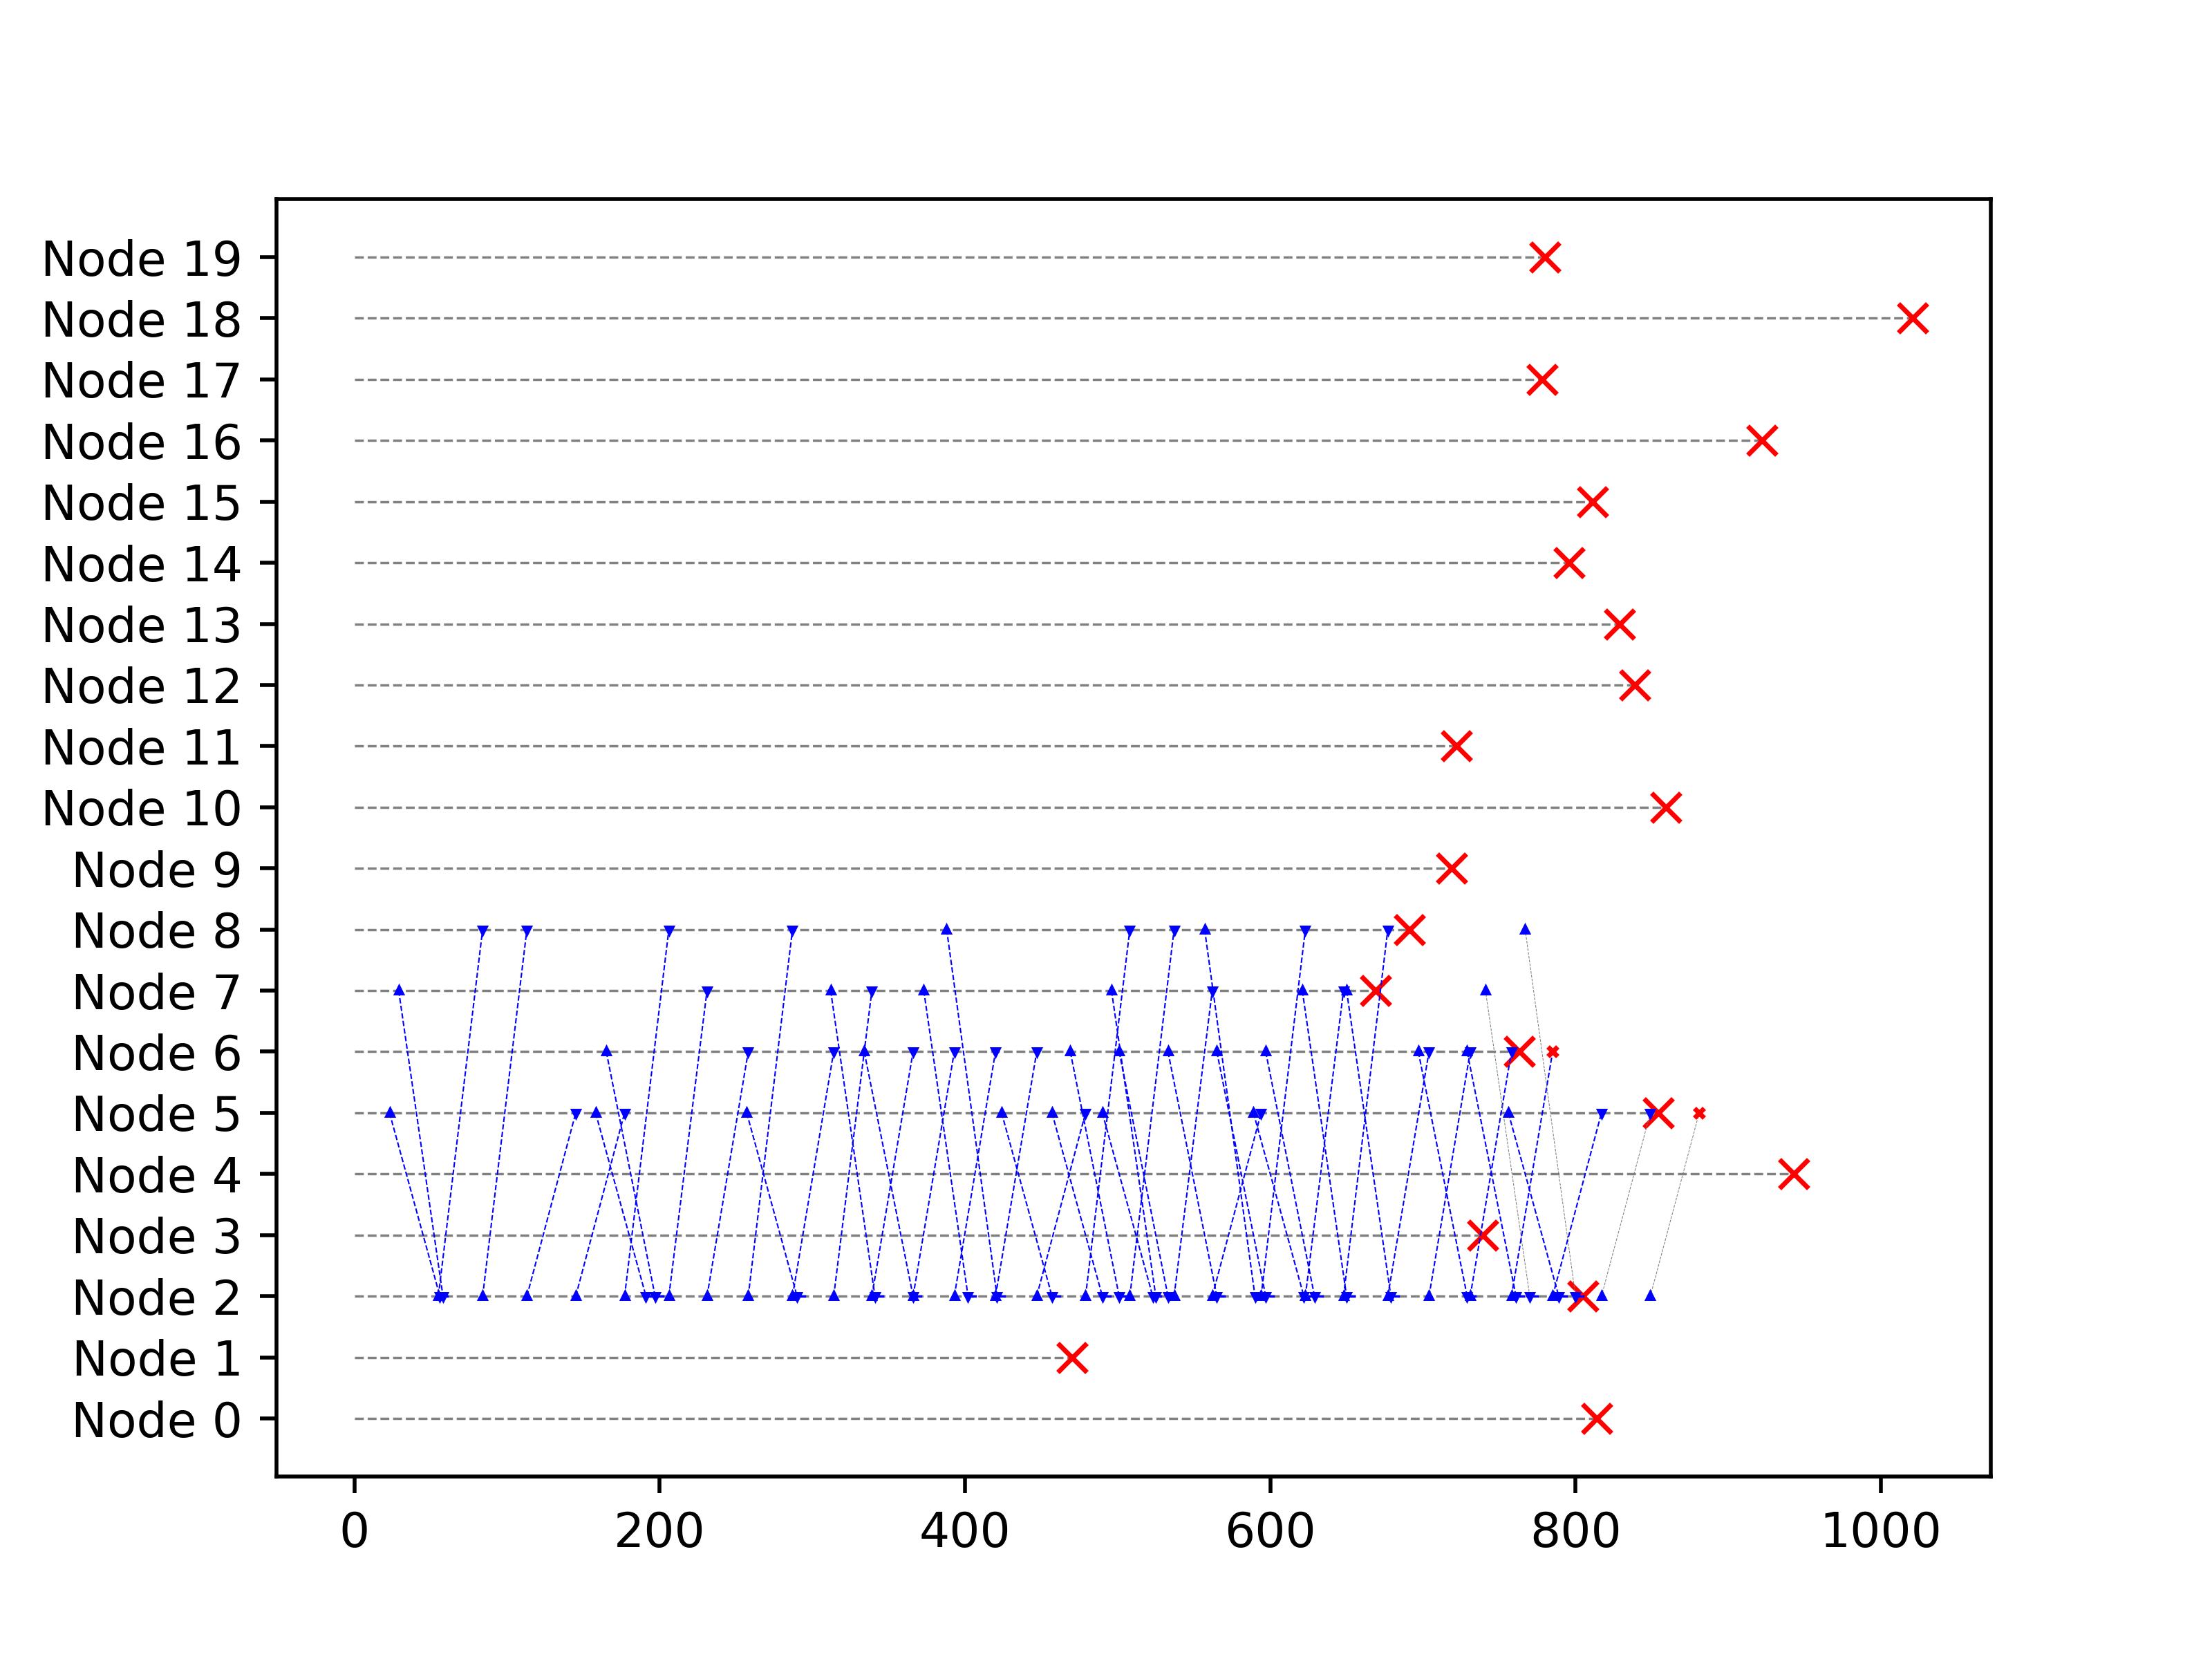 Node 19
Node 18
Node 17
Node 16
Node 15
Node 14
Node 13
Node 12
Node 11
Node 10
Node 9
Node 8
Node 7
Node 6
Node 5
Node 4
Node 3
Node 2
Node 1
Node 0
0 200 400 600 800 1000